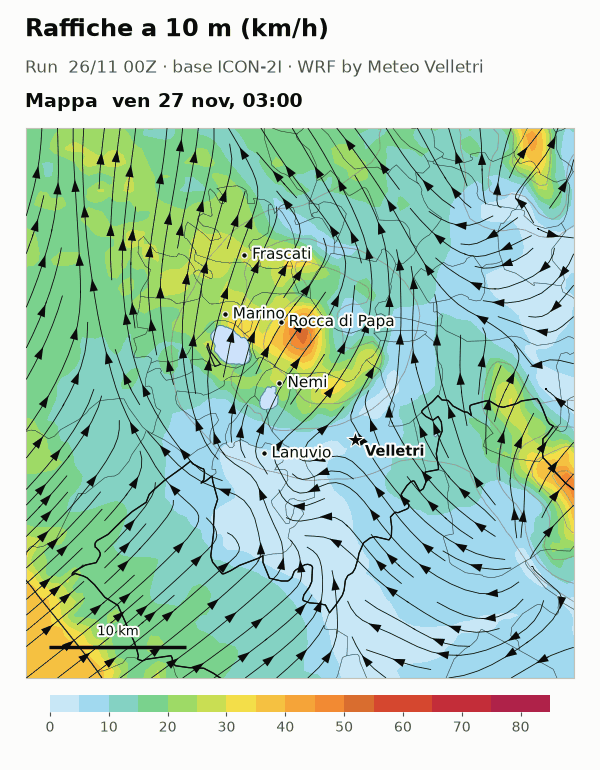 Raffiche a 10 m (km/h)
Run  26/11 00Z · base ICON-2I · WRF by Meteo Velletri
Mappa  ven 27 nov, 03:00
Frascati
Marino
Rocca di Papa
Nemi
Velletri
Lanuvio
10 km
0 10 20 30 40 50 60 70 80